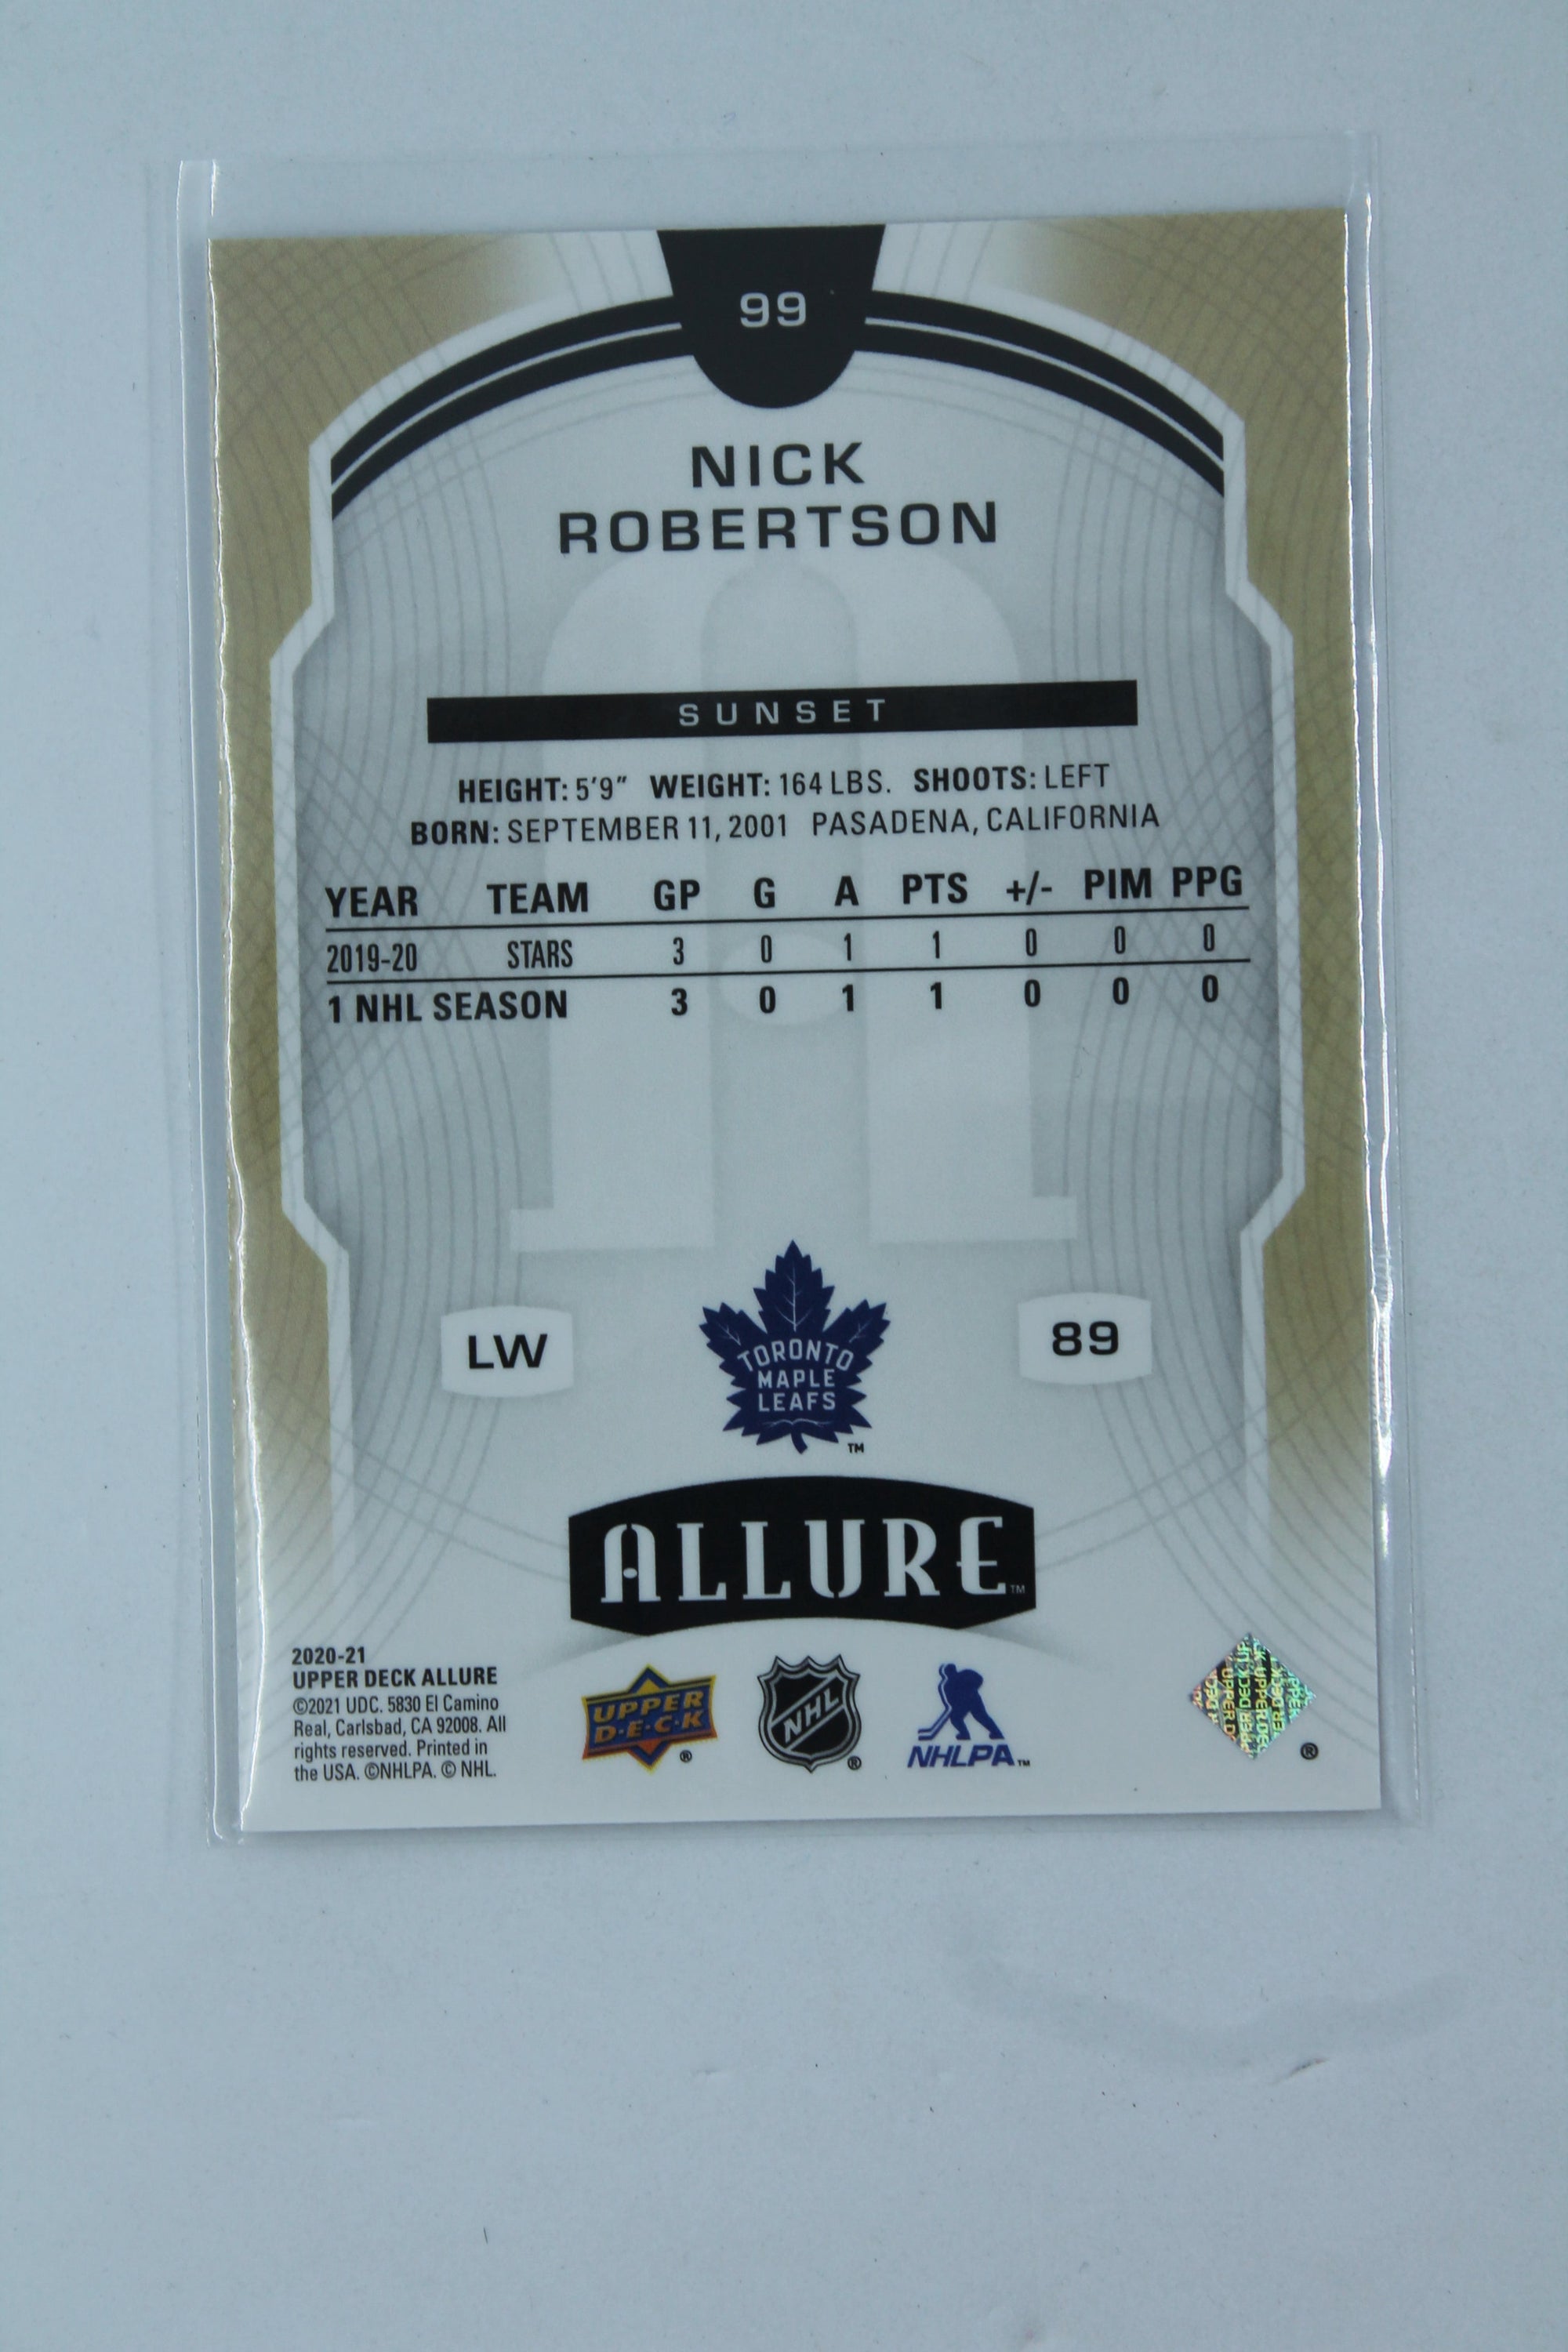 99
NICK
ROBERTSON
SUNSET
HEIGHT: 5'9" WEIGHT: 164 LBS. SHOOTS: LEFT
BORN: SEPTEMBER 11, 2001 PASADENA, CALIFORNIA
YEAR TEAM GP G A PTS +/- PIM PPG
2019-20 STARS 3 0 1 1 0 0 0
1 NHL SEASON 3 0 1 1 0 0 0
LW
TORONTO
MAPLE
LEAFS
™
89
ALLURE™
2020-21
UPPER DECK ALLURE
©2021 UDC. 5830 El Camino
Real, Carlsbad, CA 92008. All
rights reserved. Printed in
the USA. ©NHLPA. © NHL.
UPPER
D·E·C·K
®
NHL
®
NHLPA™
®